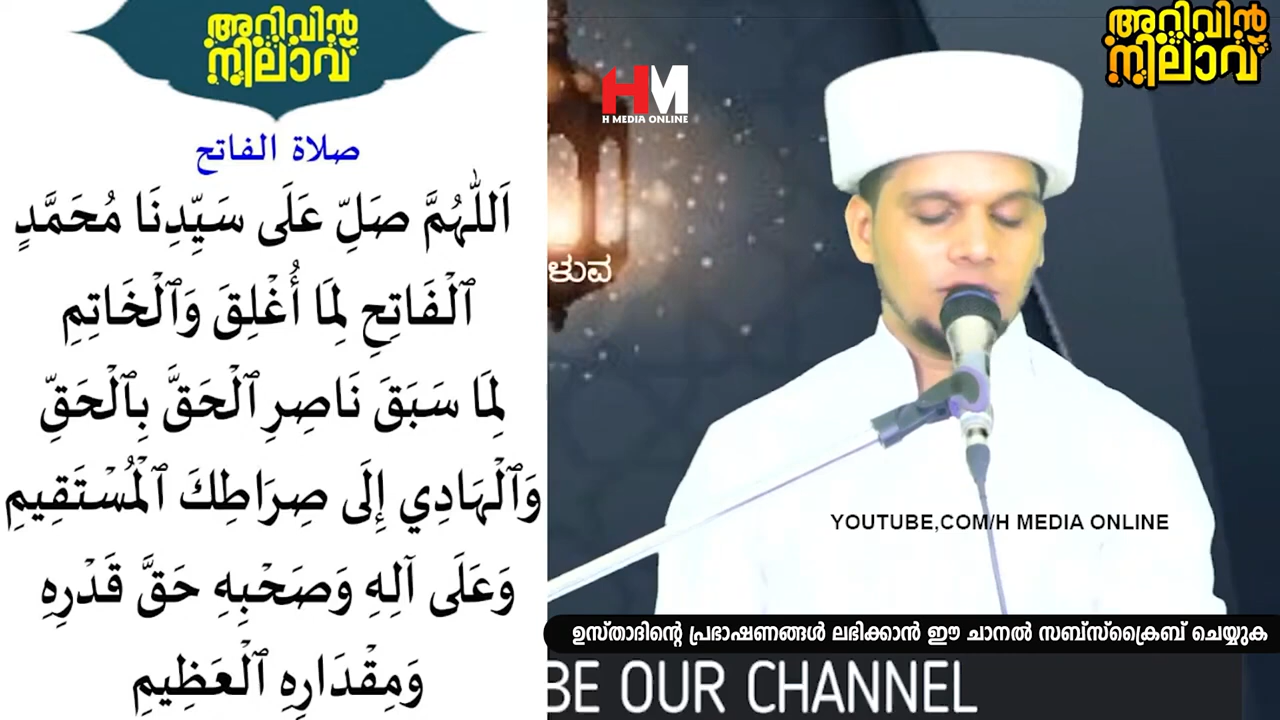 അറിവിൻ
നിലാവ്
صلاة الفاتح
اَللّٰهُمَّ صَلِّ عَلَى سَيِّدِنَا مُحَمَّدٍ
ٱلْفَاتِحِ لِمَا أُغْلِقَ وَٱلْخَاتِمِ
لِمَا سَبَقَ نَاصِرِ ٱلْحَقَّ بِٱلْحَقِّ
وَٱلْهَادِي إِلَى صِرَاطِكَ ٱلْمُسْتَقِيمِ
وَعَلَى آلِهِ وَصَحْبِهِ حَقَّ قَدْرِهِ
وَمِقْدَارِهِ ٱلْعَظِيمِ
HM
H MEDIA ONLINE
അറിവിൻ
നിലാവ്
ಳುವ
YOUTUBE,COM/H MEDIA ONLINE
ഉസ്താദിന്റെ പ്രഭാഷണങ്ങൾ ലഭിക്കാൻ ഈ ചാനൽ സബ്സ്ക്രൈബ് ചെയ്യുക
BE OUR CHANNEL